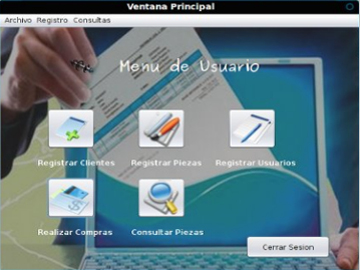 Ventana Principal
Archivo Registro Consultas
Menu de Usuario
Registrar Clientes Registrar Piezas Registrar Usuarios
Realizar Compras Consultar Piezas
Cerrar Sesion